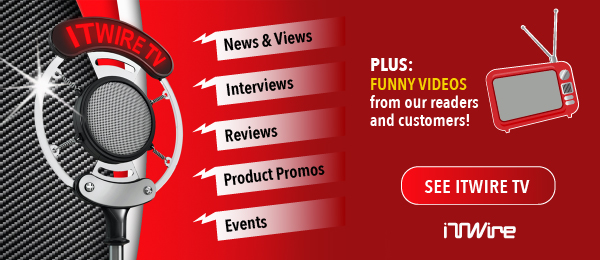 ITWIRE TV
News & Views
Interviews
Reviews
Product Promos
Events
PLUS:
FUNNY VIDEOS
from our readers
and customers!
SEE ITWIRE TV
iTWire